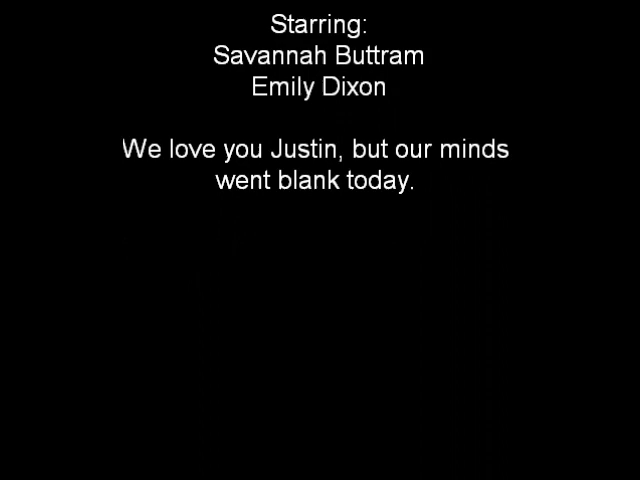 Starring:
Savannah Buttram
Emily Dixon
We love you Justin, but our minds
went blank today.